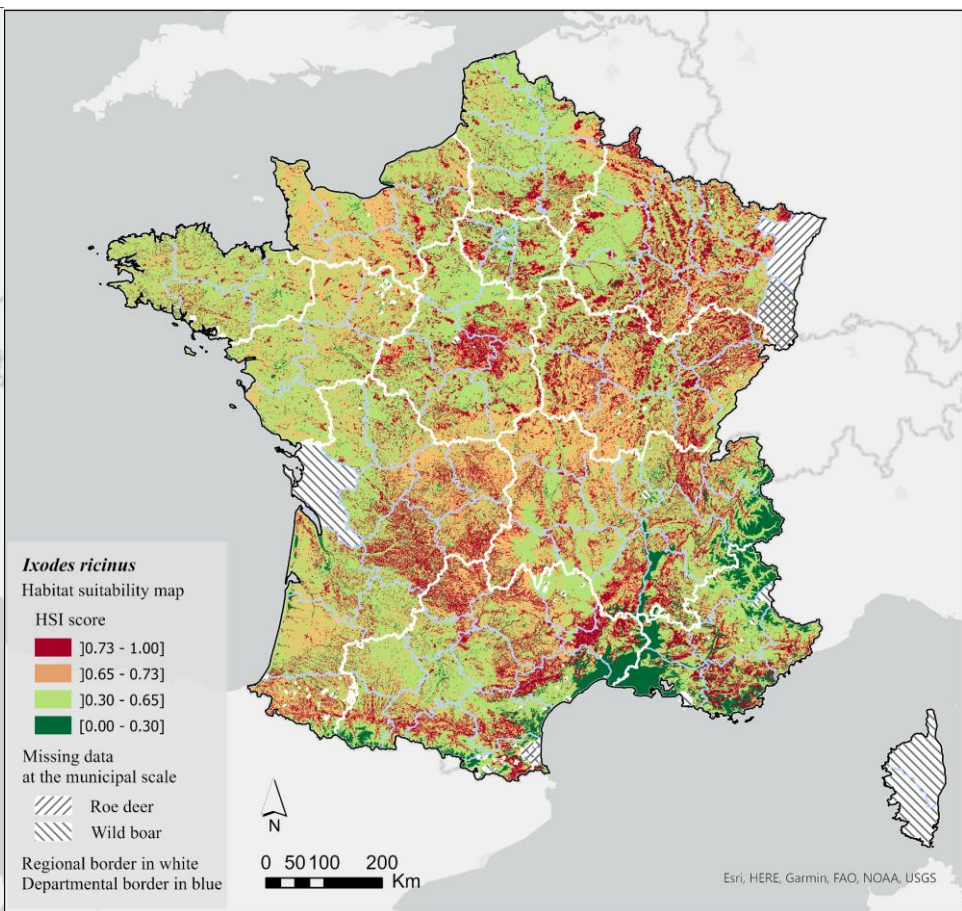 Ixodes ricinus
Habitat suitability map
HSI score
]0.73 - 1.00]
]0.65 - 0.73]
]0.30 - 0.65]
[0.00 - 0.30]
Missing data
at the municipal scale
Roe deer
Wild boar
Regional border in white
Departmental border in blue
N
0 50 100 200
Km
Esri, HERE, Garmin, FAO, NOAA, USGS